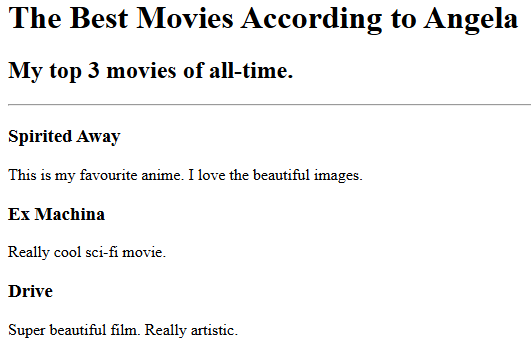 The Best Movies According to Angela
My top 3 movies of all-time.
Spirited Away
This is my favourite anime. I love the beautiful images.
Ex Machina
Really cool sci-fi movie.
Drive
Super beautiful film. Really artistic.